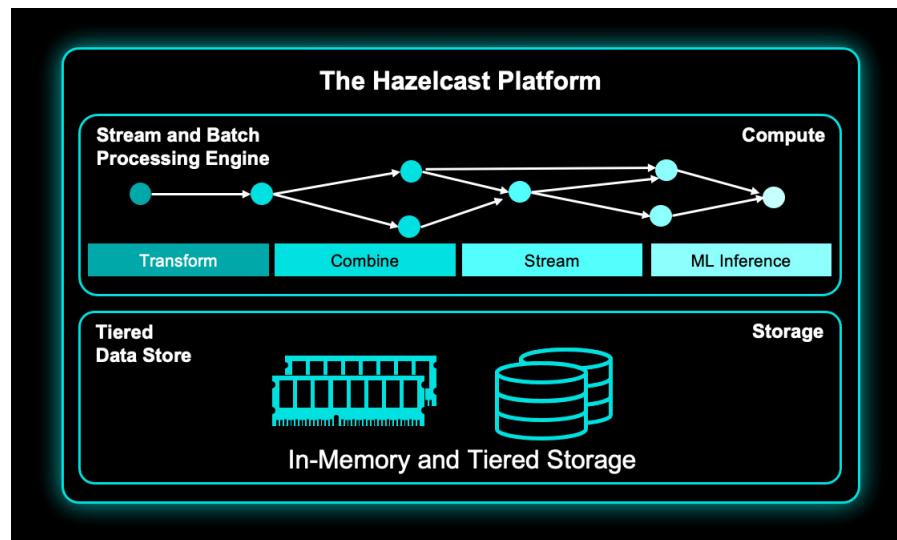 The Hazelcast Platform
Stream and Batch
Processing Engine
Compute
Transform
Combine
Stream
ML Inference
Tiered
Data Store
Storage
In-Memory and Tiered Storage